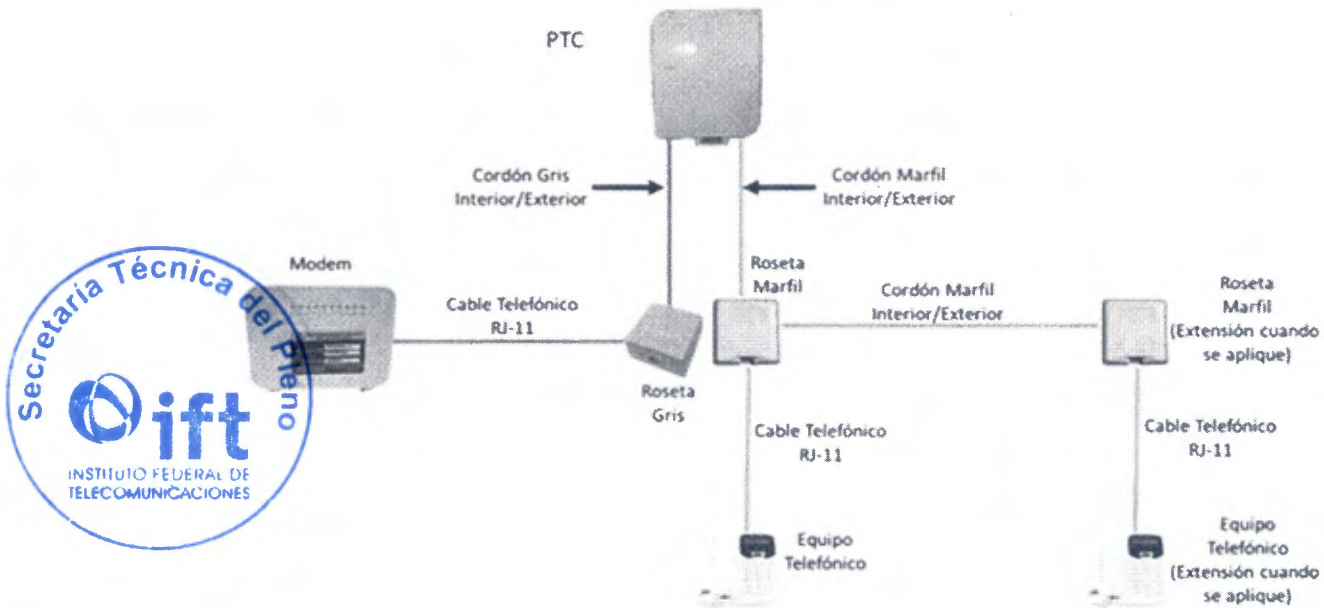 PTC
Cordón Gris
Interior/Exterior
Cordón Marfil
Interior/Exterior
Secretaría Técnica del Pleno
ift
INSTITUTO FEDERAL DE
TELECOMUNICACIONES
Modem
Cable Telefónico
RJ-11
Roseta
Gris
Roseta
Marfil
Cordón Marfil
Interior/Exterior
Roseta
Marfil
(Extensión cuando
se aplique)
Cable Telefónico
RJ-11
Cable Telefónico
RJ-11
Equipo
Telefónico
Equipo
Telefónico
(Extensión cuando
se aplique)